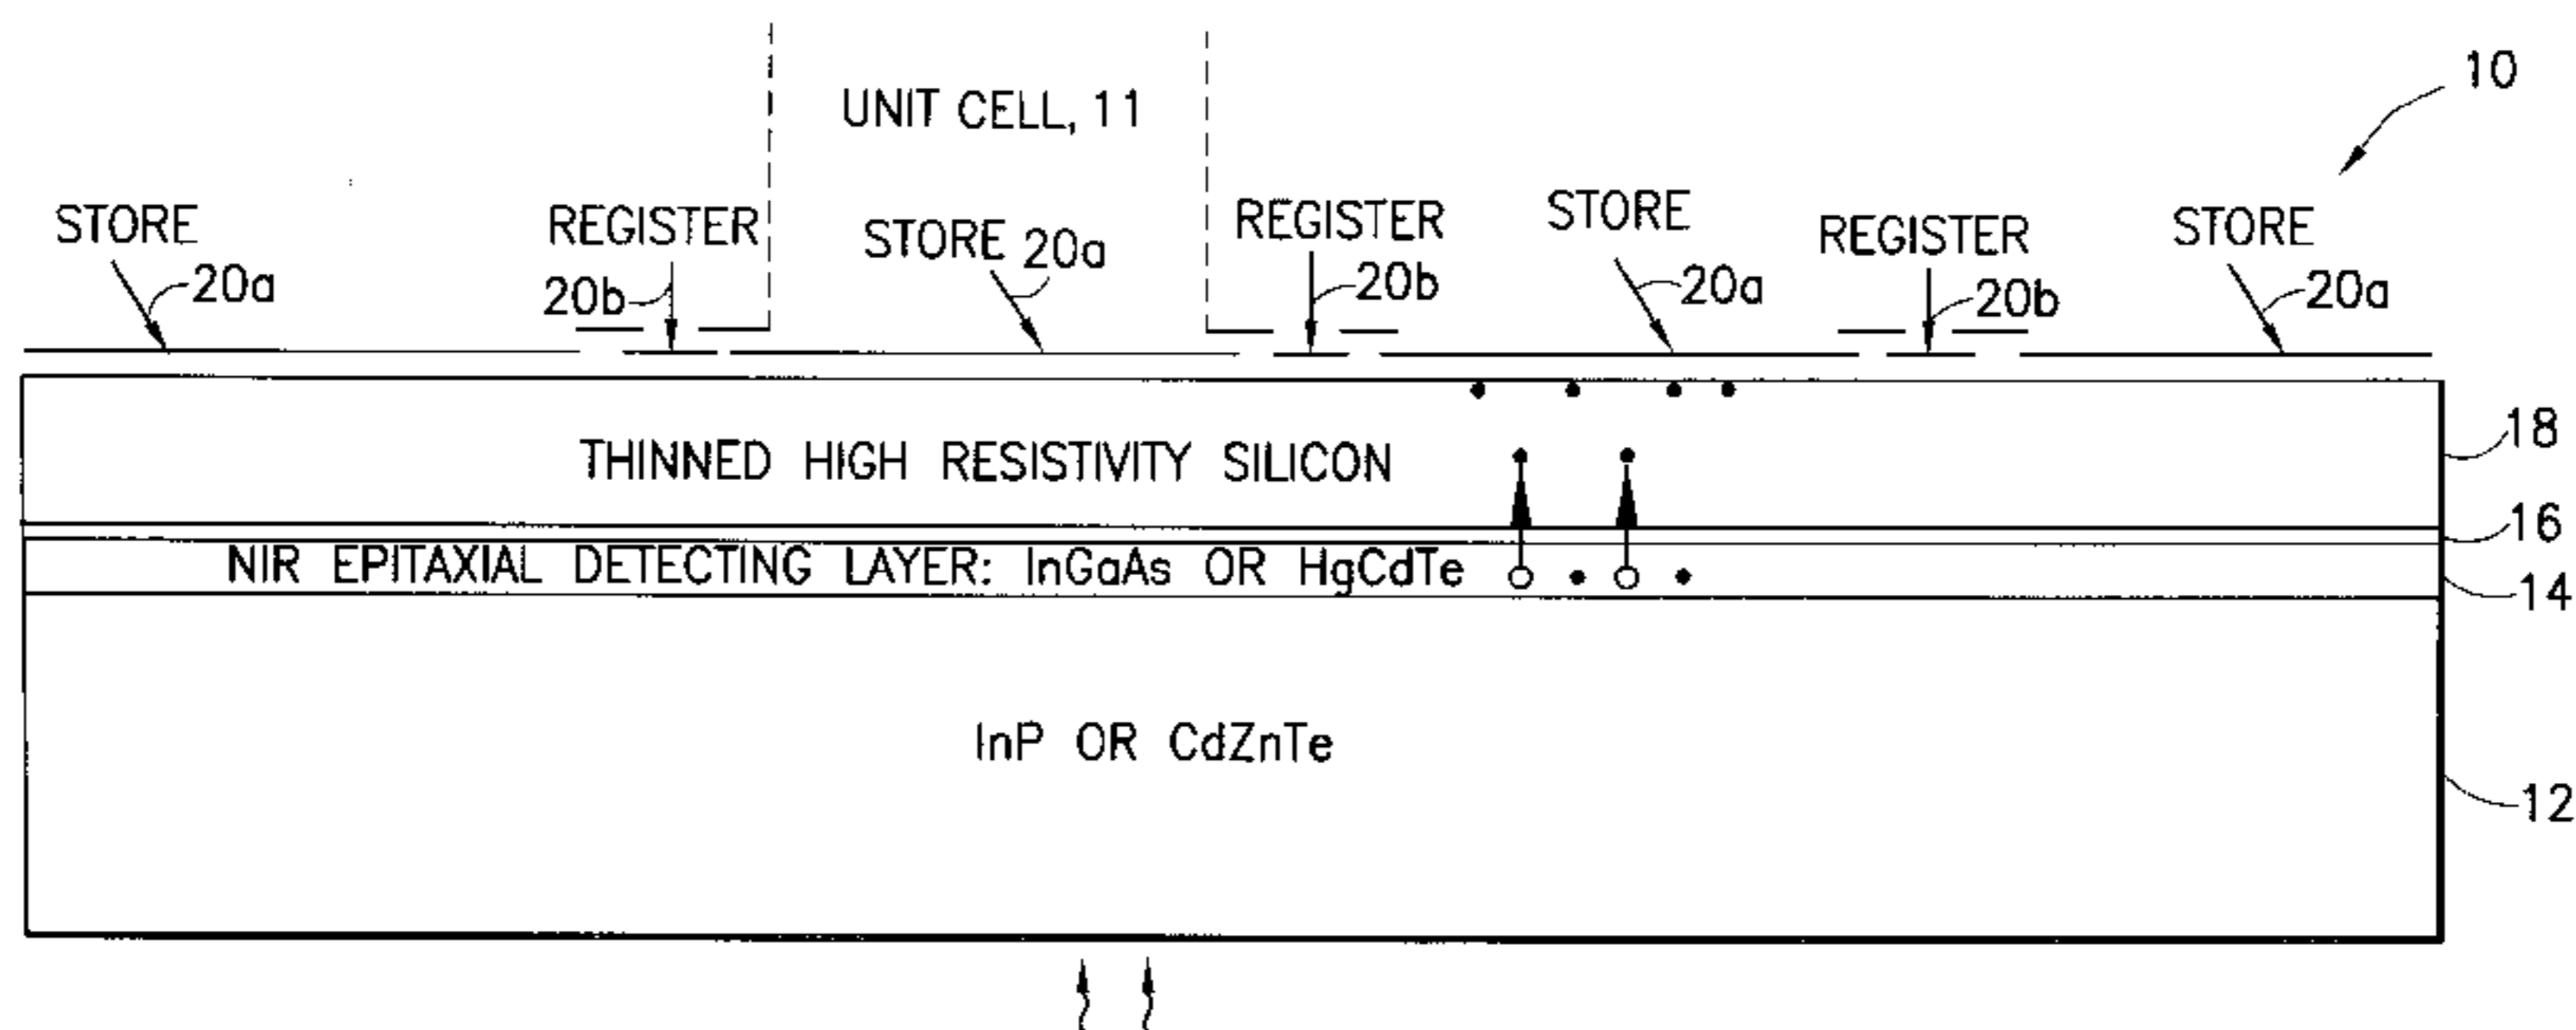 10
UNIT CELL, 11
STORE
20a
REGISTER
20b
STORE 20a
REGISTER
20b
STORE
20a
REGISTER
20b
STORE
20a
THINNED HIGH RESISTIVITY SILICON
18
16
NIR EPITAXIAL DETECTING LAYER: InGaAs OR HgCdTe
14
InP OR CdZnTe
12